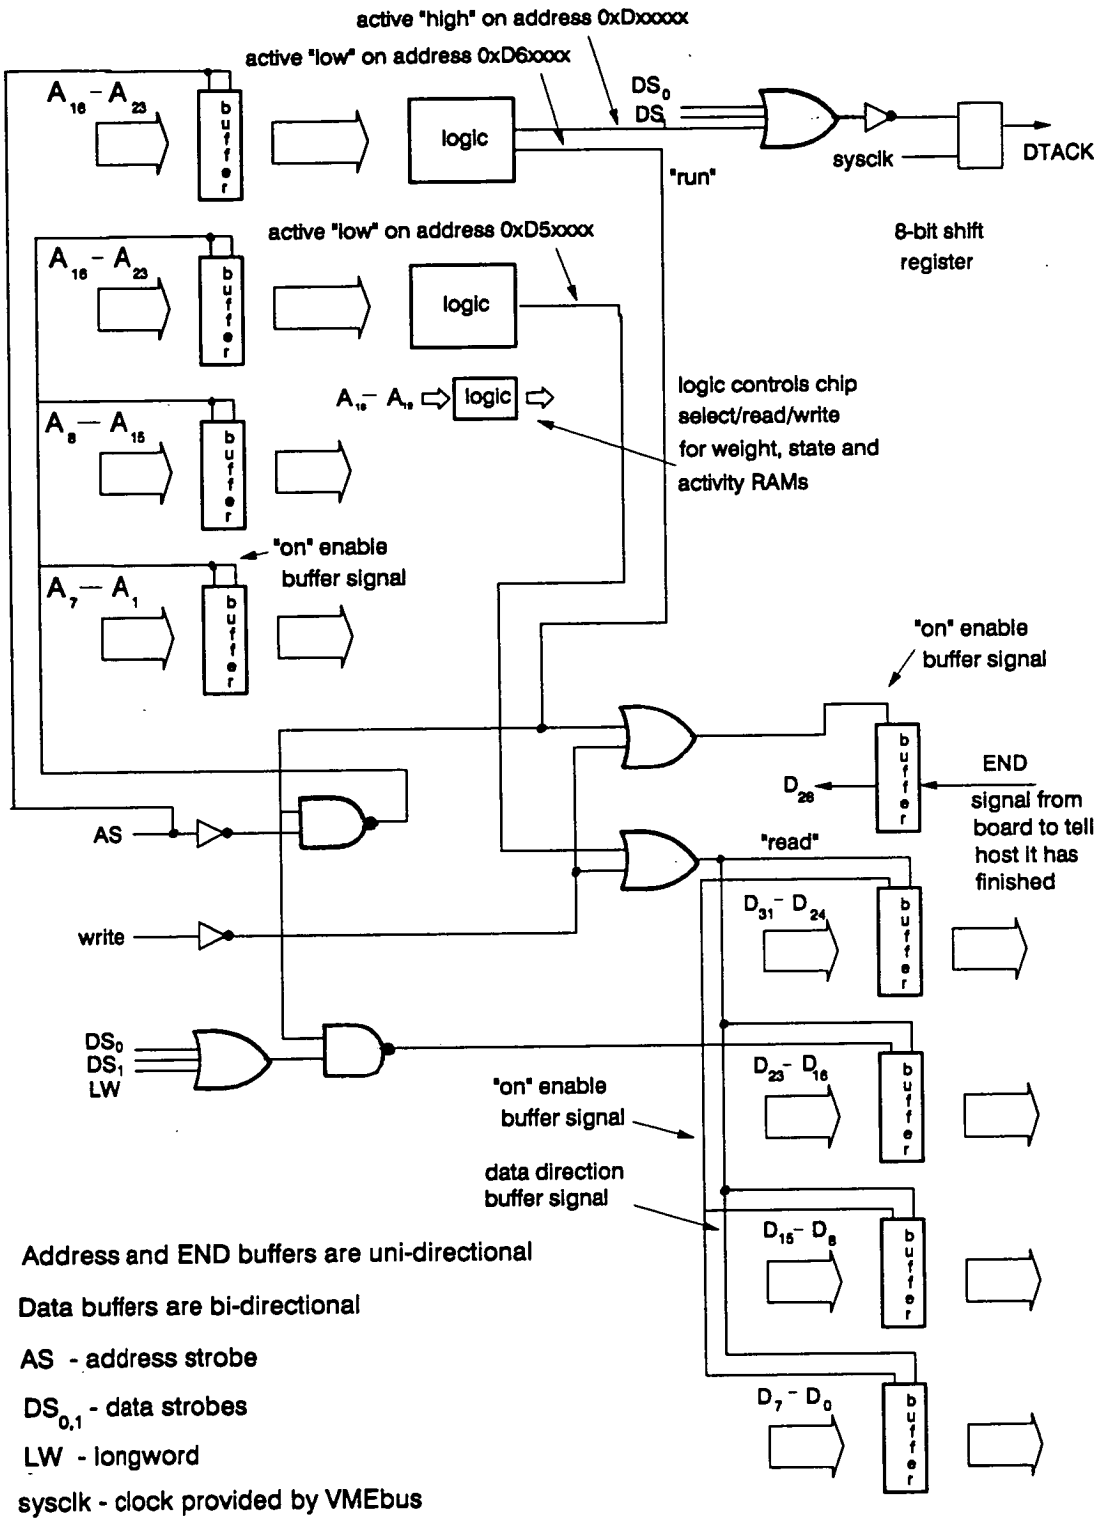 active "high" on address 0xDxxxxx
active "low" on address 0xD6xxxx
A16 – A23
buffer
logic
DS0
DS
"run"
sysclk
DTACK
8-bit shift
register
active "low" on address 0xD5xxxx
A16 – A23
buffer
logic
A16 – A19
logic
logic controls chip
select/read/write
for weight, state and
activity RAMs
A8 – A15
buffer
"on" enable
buffer signal
A7 – A1
buffer
"on" enable
buffer signal
buffer
D26
END
signal from
board to tell
host it has
finished
AS
"read"
write
D31 – D24
buffer
DS0
DS1
LW
D23 – D16
buffer
"on" enable
buffer signal
data direction
buffer signal
D15 – D8
buffer
D7 – D0
buffer
Address and END buffers are uni-directional
Data buffers are bi-directional
AS - address strobe
DS0,1 - data strobes
LW - longword
sysclk - clock provided by VMEbus